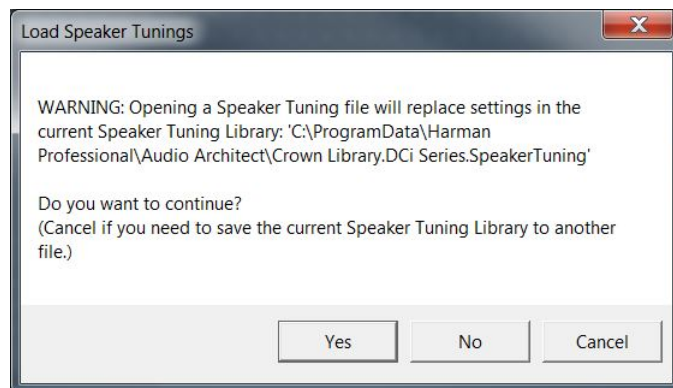 Load Speaker Tunings
WARNING: Opening a Speaker Tuning file will replace settings in the
current Speaker Tuning Library: 'C:\ProgramData\Harman
Professional\Audio Architect\Crown Library.DCi Series.SpeakerTuning'
Do you want to continue?
(Cancel if you need to save the current Speaker Tuning Library to another
file.)
Yes No Cancel